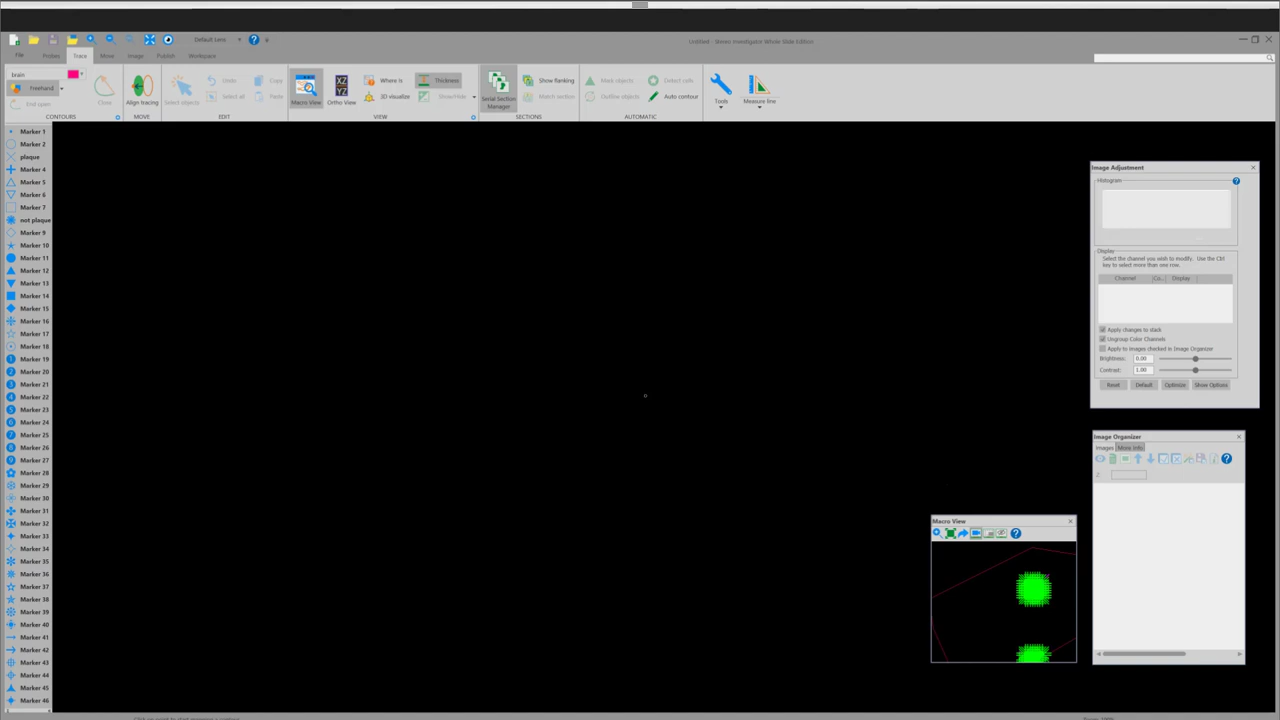 Default Lens
Untitled - Stereo Investigator Whole Slide Edition
File Probes Trace Move Image Publish Workspace
brain
freehand
End open
Close
CONTOURS
Align tracing
MOVE
Select objects
Undo
Select all
Copy
Paste
EDIT
Macro View
Ortho View
Where Is
3D visualize
Thickness
Show/Hide
VIEW
Serial Section
Manager
Show Ranking
Match section
SECTIONS
Mask objects
Outline objects
Detect cells
Auto contour
AUTOMATIC
Tools
Measure line
Marker 1
Marker 2
plaque
Marker 4
Marker 5
Marker 6
Marker 7
not plaque
Marker 9
Marker 10
Marker 11
Marker 12
Marker 13
Marker 14
Marker 15
Marker 16
Marker 17
Marker 18
Marker 19
Marker 20
Marker 21
Marker 22
Marker 23
Marker 24
Marker 25
Marker 26
Marker 27
Marker 28
Marker 29
Marker 30
Marker 31
Marker 32
Marker 33
Marker 34
Marker 35
Marker 36
Marker 37
Marker 38
Marker 39
Marker 40
Marker 41
Marker 42
Marker 43
Marker 44
Marker 45
Marker 46
Image Adjustment
Histogram
Display
Select the channel you wish to modify. Use the Ctrl
key to select more than one row.
Channel Co... Display
Apply changes to stack
Ungroup Color Channels
Apply to images checked in Image Organizer
Brightness: 0.00
Contrast: 1.00
Reset Default Optimize Show Options
Image Organizer
Images More Info
Z:
Macro View